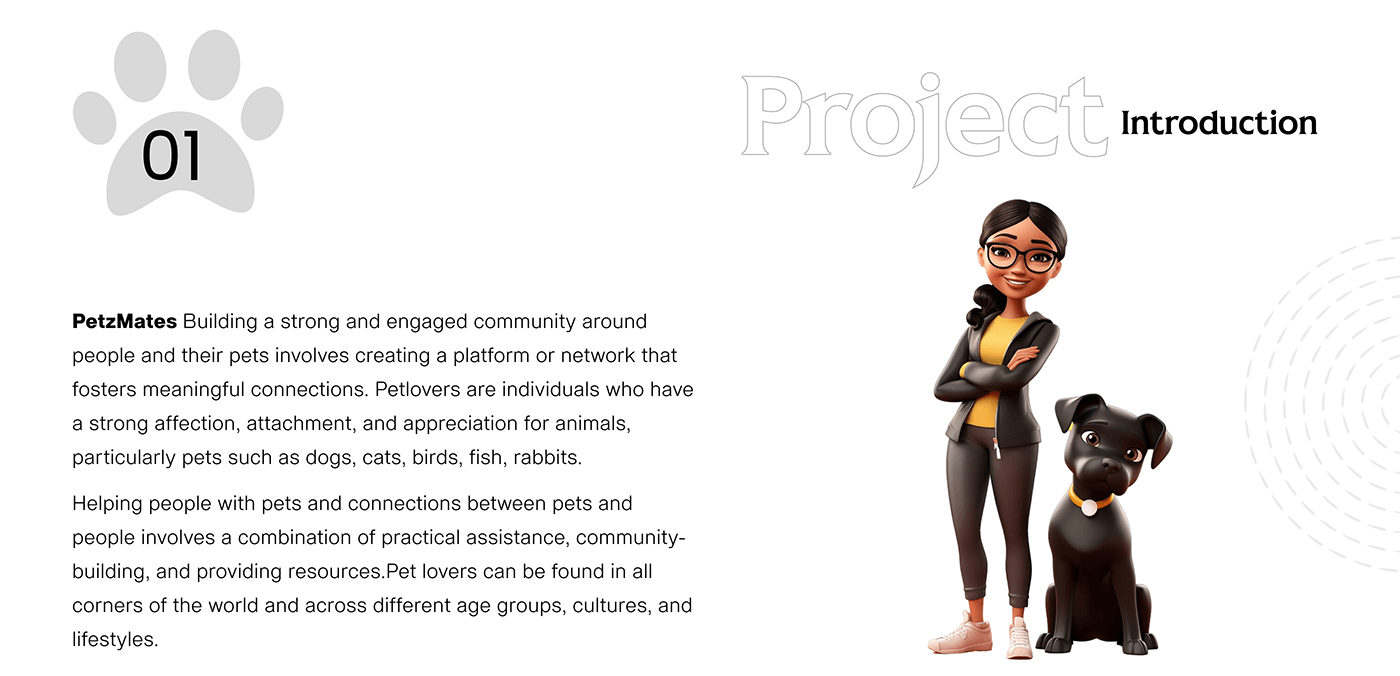 01
Project Introduction
PetzMates Building a strong and engaged community around
people and their pets involves creating a platform or network that
fosters meaningful connections. Petlovers are individuals who have
a strong affection, attachment, and appreciation for animals,
particularly pets such as dogs, cats, birds, fish, rabbits.
Helping people with pets and connections between pets and
people involves a combination of practical assistance, community-
building, and providing resources.Pet lovers can be found in all
corners of the world and across different age groups, cultures, and
lifestyles.